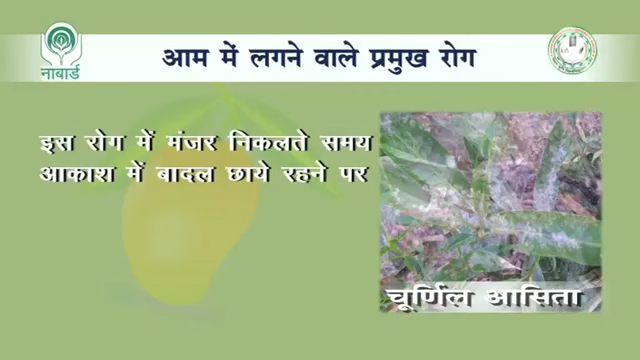 नाबार्ड
आम में लगने वाले प्रमुख रोग
इस रोग में मंजर निकलते समय
आकाश में बादल छाये रहने पर
चूर्णिल आसिता